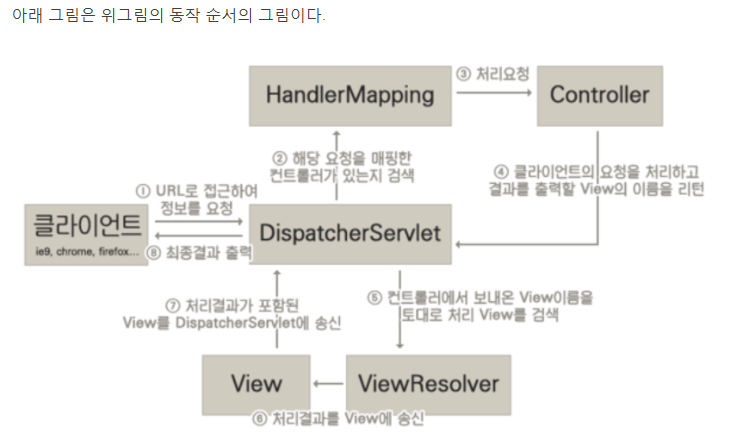 아래 그림은 위그림의 동작 순서의 그림이다.
HandlerMapping
③ 처리요청
Controller
② 해당 요청을 매핑한
컨트롤러가 있는지 검색
④ 클라이언트의 요청을 처리하고
결과를 출력할 View의 이름을 리턴
① URL로 접근하여
정보를 요청
클라이언트
ie9, chrome, firefox...
⑧ 최종결과 출력
DispatcherServlet
⑦ 처리결과가 포함된
View를 DispatcherServlet에 송신
⑤ 컨트롤러에서 보내온 View이름을
토대로 처리 View를 검색
View
ViewResolver
⑥ 처리결과를 View에 송신